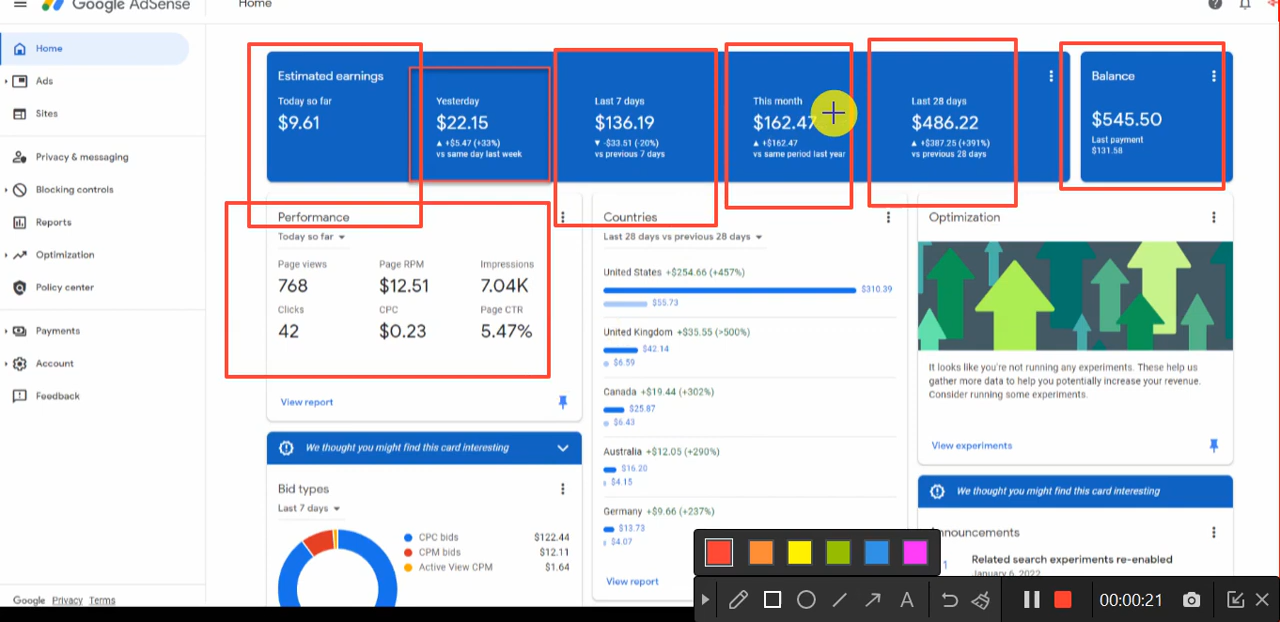 Google AdSense
Home
Home
Ads
Sites
Privacy & messaging
Blocking controls
Reports
Optimization
Policy center
Payments
Account
Feedback
Google Privacy Terms
Estimated earnings
Today so far
$9.61
Yesterday
$22.15
+$5.47 (+33%)
vs same day last week
Last 7 days
$136.19
-$33.51 (-20%)
vs previous 7 days
This month
$162.47
+$162.47
vs same period last year
Last 28 days
$486.22
+$387.25 (+391%)
vs previous 28 days
Balance
$545.50
Last payment
$131.58
Performance
Today so far
Page views
768
Page RPM
$12.51
Impressions
7.04K
Clicks
42
CPC
$0.23
Page CTR
5.47%
View report
We thought you might find this card interesting
Bid types
Last 7 days
CPC bids $122.44
CPM bids $12.11
Active View CPM $1.64
Countries
Last 28 days vs previous 28 days
United States +$254.66 (+457%)
$310.39
$55.73
United Kingdom +$35.55 (>500%)
$42.14
$6.59
Canada +$19.44 (+302%)
$25.87
$6.43
Australia +$12.05 (+290%)
$16.20
$4.15
Germany +$9.66 (+237%)
$13.73
$4.07
View report
Optimization
It looks like you're not running any experiments. These help us
gather more data to help you potentially increase your revenue.
Consider running some experiments.
View experiments
We thought you might find this card interesting
nnouncements
1
Related search experiments re-enabled
January 6, 2022
A
00:00:21